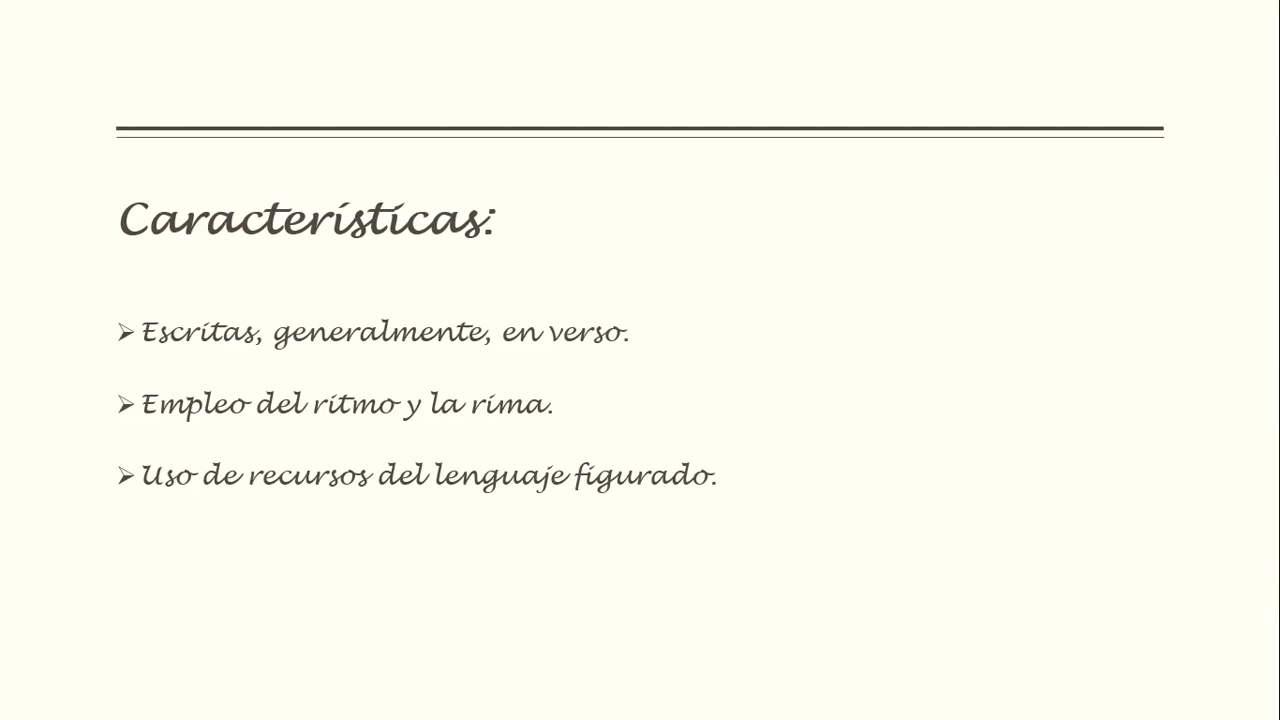 Características:
➢ Escritas, generalmente, en verso.
➢ Empleo del ritmo y la rima.
➢ Uso de recursos del lenguaje figurado.